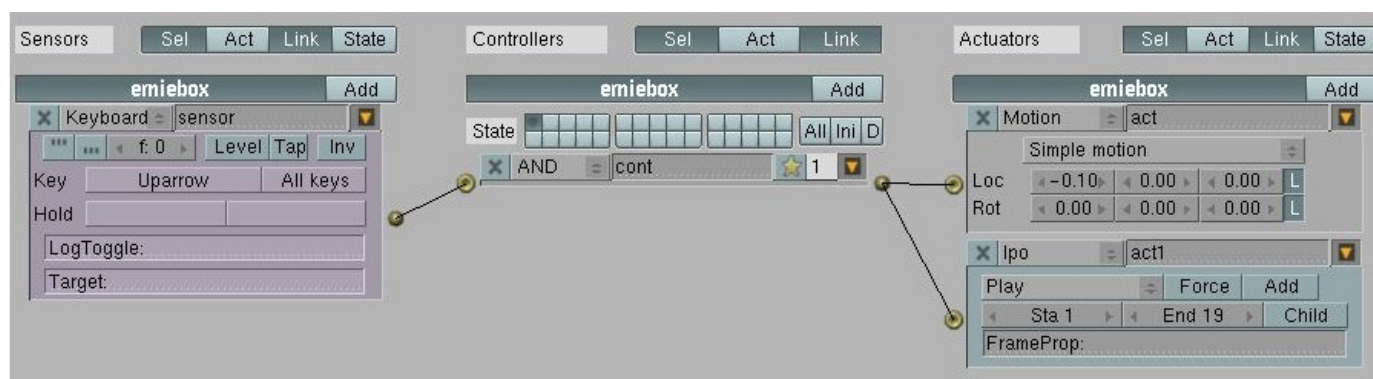 Sensors Sel Act Link State
emiebox Add
Keyboard sensor
f: 0 Level Tap Inv
Key Uparrow All keys
Hold
LogToggle:
Target:
Controllers Sel Act Link
emiebox Add
State All Ini D
AND cont 1
Actuators Sel Act Link State
emiebox Add
Motion act
Simple motion
Loc -0.10 0.00 0.00 L
Rot 0.00 0.00 0.00 L
Ipo act1
Play Force Add
Sta 1 End 19 Child
FrameProp: